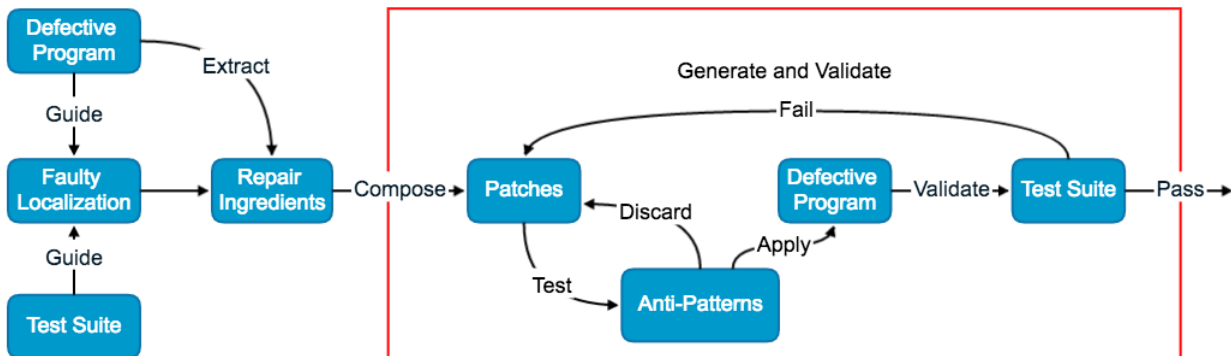 Defective
Program
Extract
Guide
Faulty
Localization
Repair
Ingredients
Guide
Test Suite
Compose
Generate and Validate
Fail
Patches
Defective
Program
Validate
Test Suite
Pass
Discard
Apply
Test
Anti-Patterns